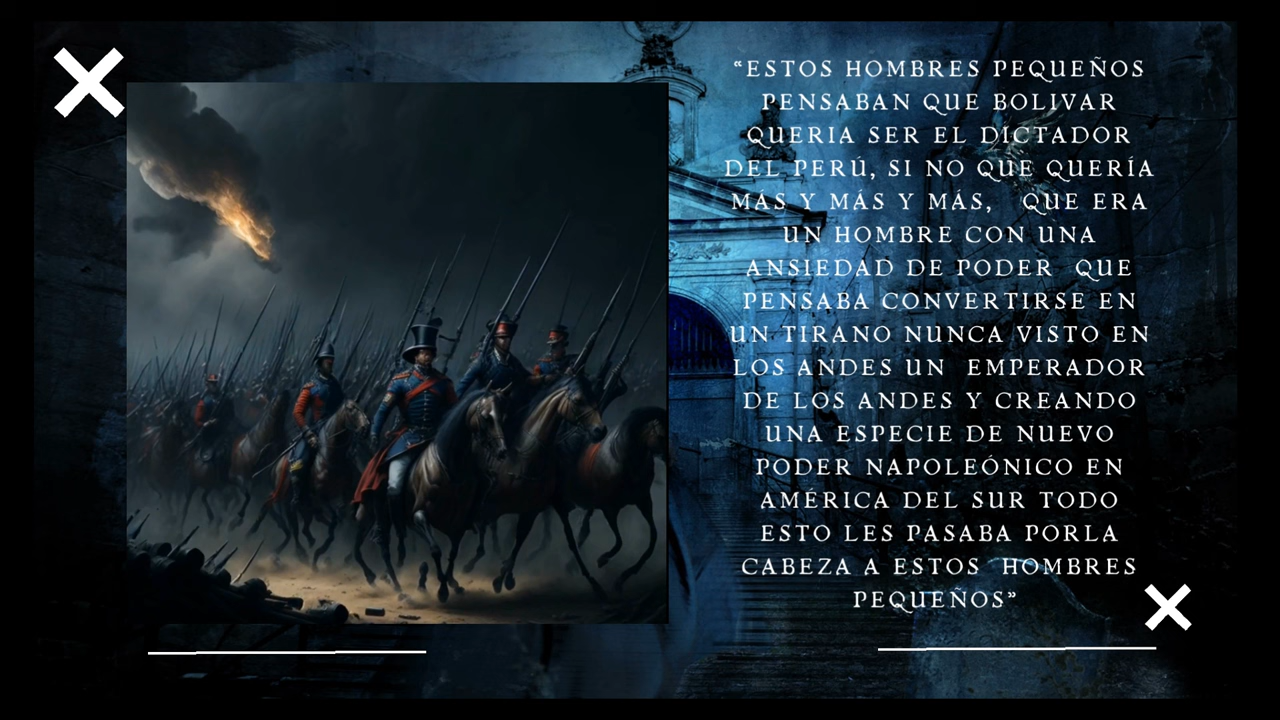 “ESTOS HOMBRES PEQUEÑOS
PENSABAN QUE BOLIVAR
QUERIA SER EL DICTADOR
DEL PERÚ, SI NO QUE QUERÍA
MÁS Y MÁS Y MÁS, QUE ERA
UN HOMBRE CON UNA
ANSIEDAD DE PODER QUE
PENSABA CONVERTIRSE EN
UN TIRANO NUNCA VISTO EN
LOS ANDES UN EMPERADOR
DE LOS ANDES Y CREANDO
UNA ESPECIE DE NUEVO
PODER NAPOLEÓNICO EN
AMÉRICA DEL SUR TODO
ESTO LES PASABA PORLA
CABEZA A ESTOS HOMBRES
PEQUEÑOS”